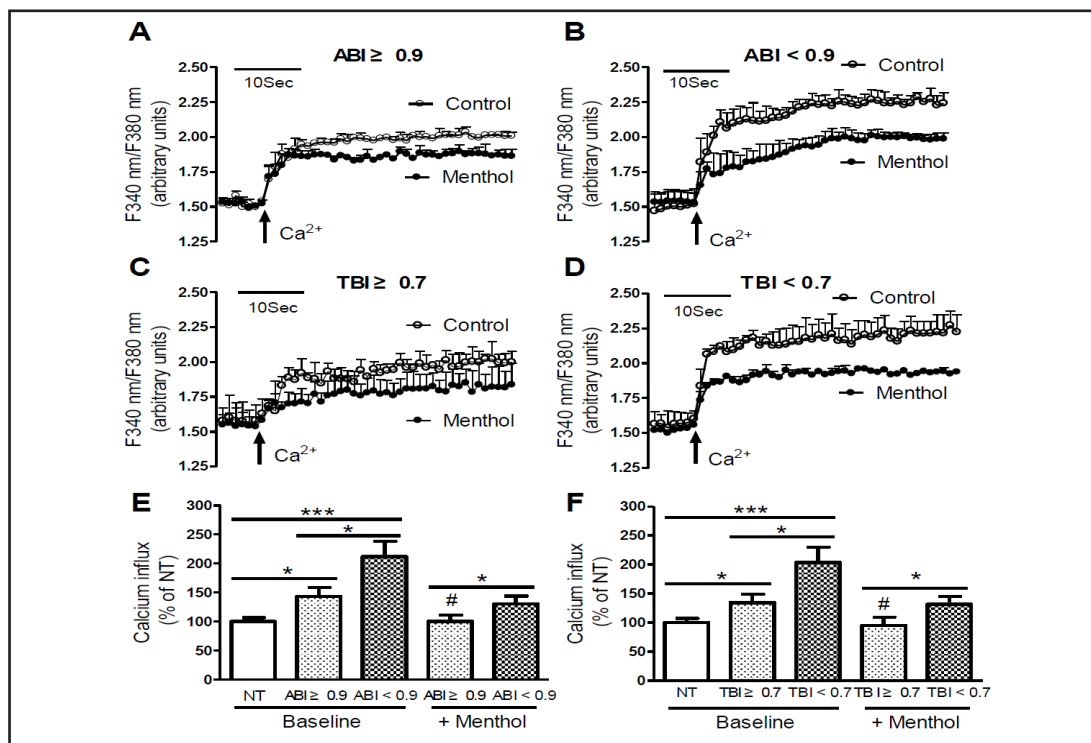 A
ABI ≥ 0.9
2.50
2.25
2.00
1.75
1.50
1.25
F340 nm/F380 nm
(arbitrary units)
10Sec
Control
Menthol
Ca²⁺
B
ABI < 0.9
2.50
2.25
2.00
1.75
1.50
1.25
F340 nm/F380 nm
(arbitrary units)
10Sec
Control
Menthol
Ca²⁺
C
TBI ≥ 0.7
2.50
2.25
2.00
1.75
1.50
1.25
F340 nm/F380 nm
(arbitrary units)
10Sec
Control
Menthol
Ca²⁺
D
TBI < 0.7
2.50
2.25
2.00
1.75
1.50
1.25
F340 nm/F380 nm
(arbitrary units)
10Sec
Control
Menthol
Ca²⁺
E
300
250
200
150
100
50
0
Calcium influx
(% of NT)
***
*
*
*
#
NT ABI ≥ 0.9 ABI < 0.9 ABI ≥ 0.9 ABI < 0.9
Baseline + Menthol
F
300
250
200
150
100
50
0
Calcium influx
(% of NT)
***
*
*
*
#
NT TBI ≥ 0.7 TBI < 0.7 TBI ≥ 0.7 TBI < 0.7
Baseline + Menthol